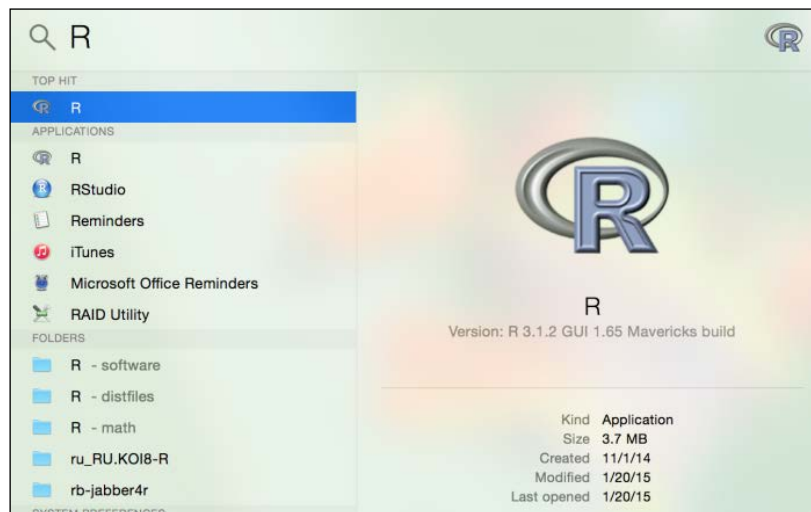 R
TOP HIT
R
APPLICATIONS
R
RStudio
Reminders
iTunes
Microsoft Office Reminders
RAID Utility
FOLDERS
R - software
R - distfiles
R - math
ru_RU.KOI8-R
rb-jabber4r
SYSTEM PREFERENCES
R
R
Version: R 3.1.2 GUI 1.65 Mavericks build
Kind Application
Size 3.7 MB
Created 11/1/14
Modified 1/20/15
Last opened 1/20/15